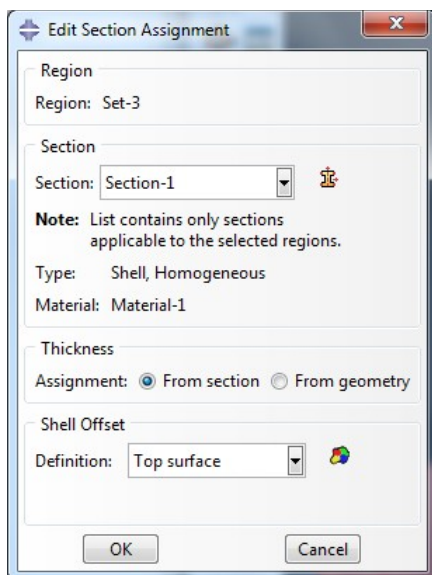 Edit Section Assignment
Region
Region: Set-3
Section
Section: Section-1
Note: List contains only sections
applicable to the selected regions.
Type: Shell, Homogeneous
Material: Material-1
Thickness
Assignment: From section From geometry
Shell Offset
Definition: Top surface
OK Cancel